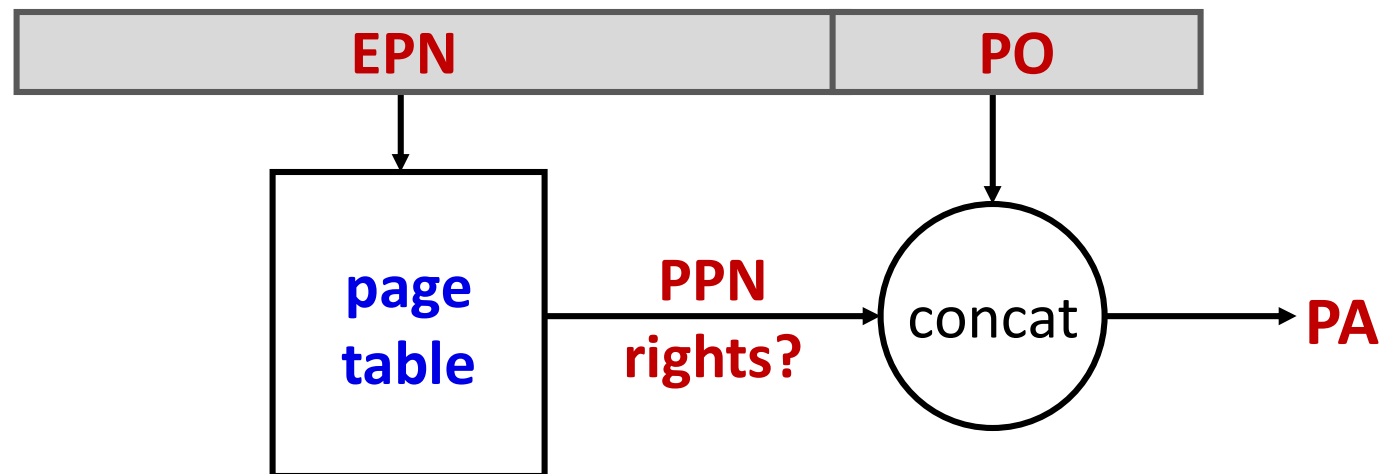 EPN
PO
page
table
PPN
rights?
concat
PA